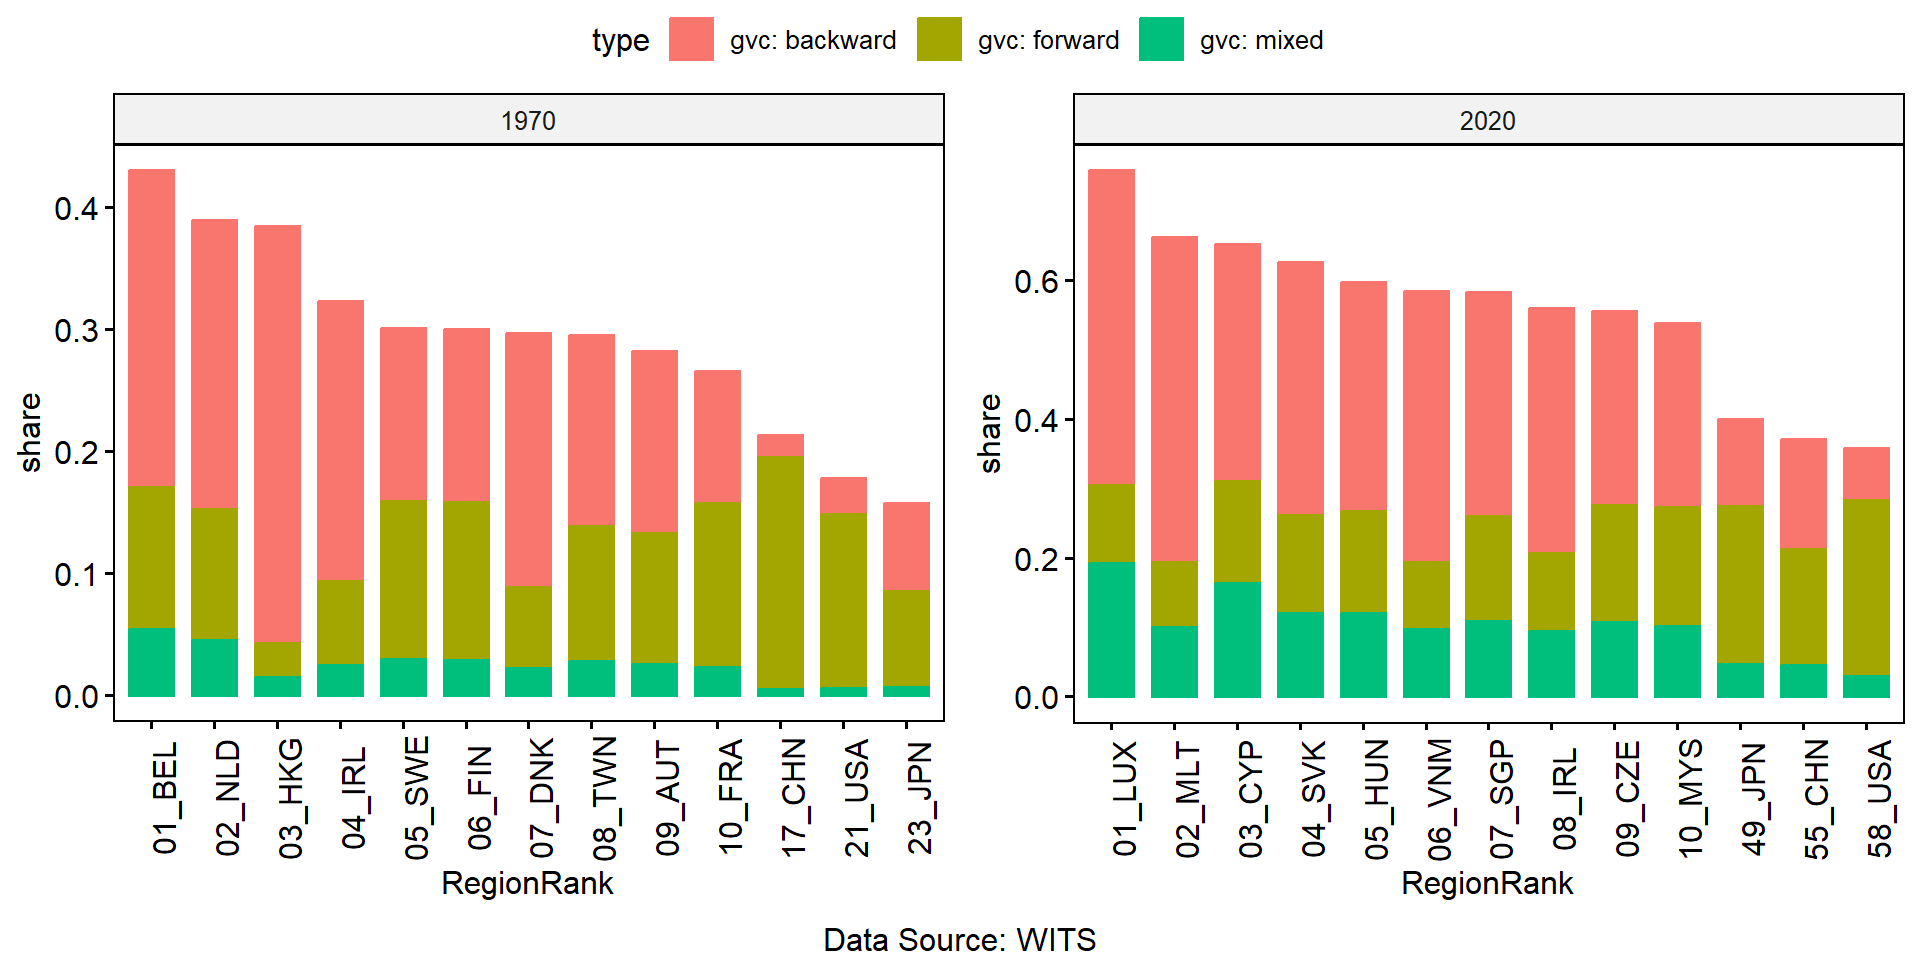 type gvc: backward gvc: forward gvc: mixed
1970
share
0.4
0.3
0.2
0.1
0.0
01_BEL
02_NLD
03_HKG
04_IRL
05_SWE
06_FIN
07_DNK
08_TWN
09_AUT
10_FRA
17_CHN
21_USA
23_JPN
RegionRank
2020
share
0.6
0.4
0.2
0.0
01_LUX
02_MLT
03_CYP
04_SVK
05_HUN
06_VNM
07_SGP
08_IRL
09_CZE
10_MYS
49_JPN
55_CHN
58_USA
RegionRank
Data Source: WITS